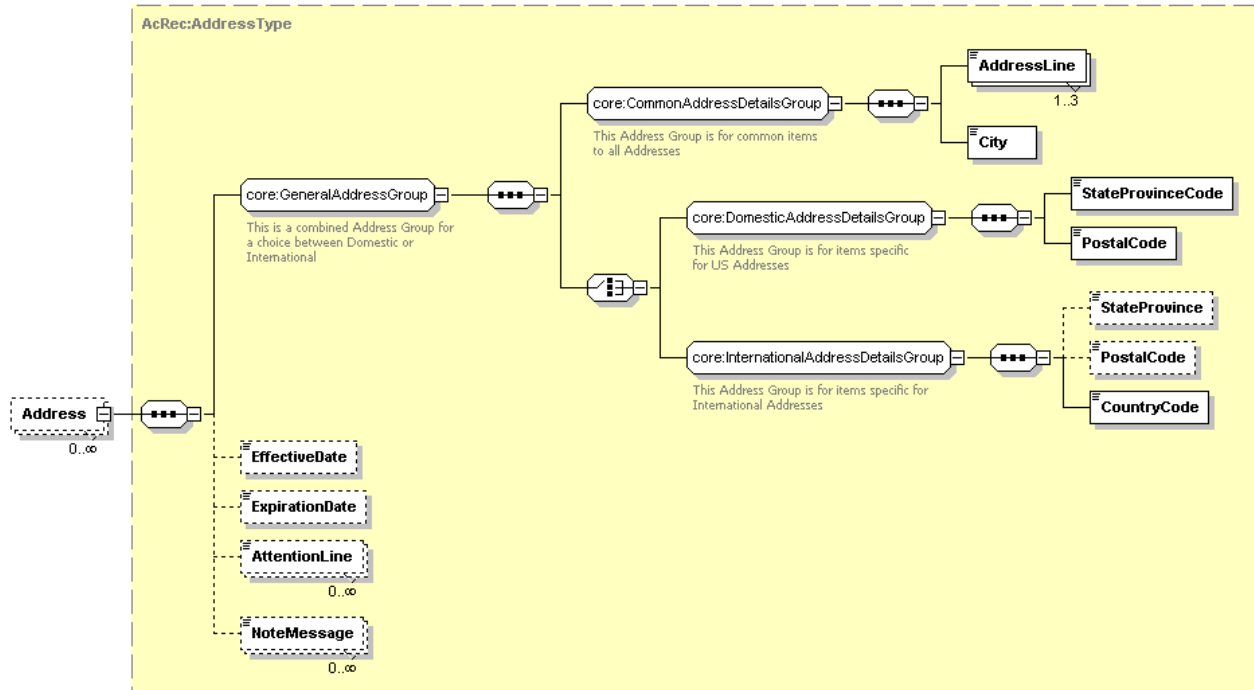 AcRec:AddressType
AddressLine
1..3
core:CommonAddressDetailsGroup
This Address Group is for common items
to all Addresses
City
core:GeneralAddressGroup
This is a combined Address Group for
a choice between Domestic or
International
core:DomesticAddressDetailsGroup
This Address Group is for items specific
for US Addresses
StateProvinceCode
PostalCode
core:InternationalAddressDetailsGroup
This Address Group is for items specific for
International Addresses
StateProvince
PostalCode
CountryCode
Address
0..∞
EffectiveDate
ExpirationDate
AttentionLine
0..∞
NoteMessage
0..∞